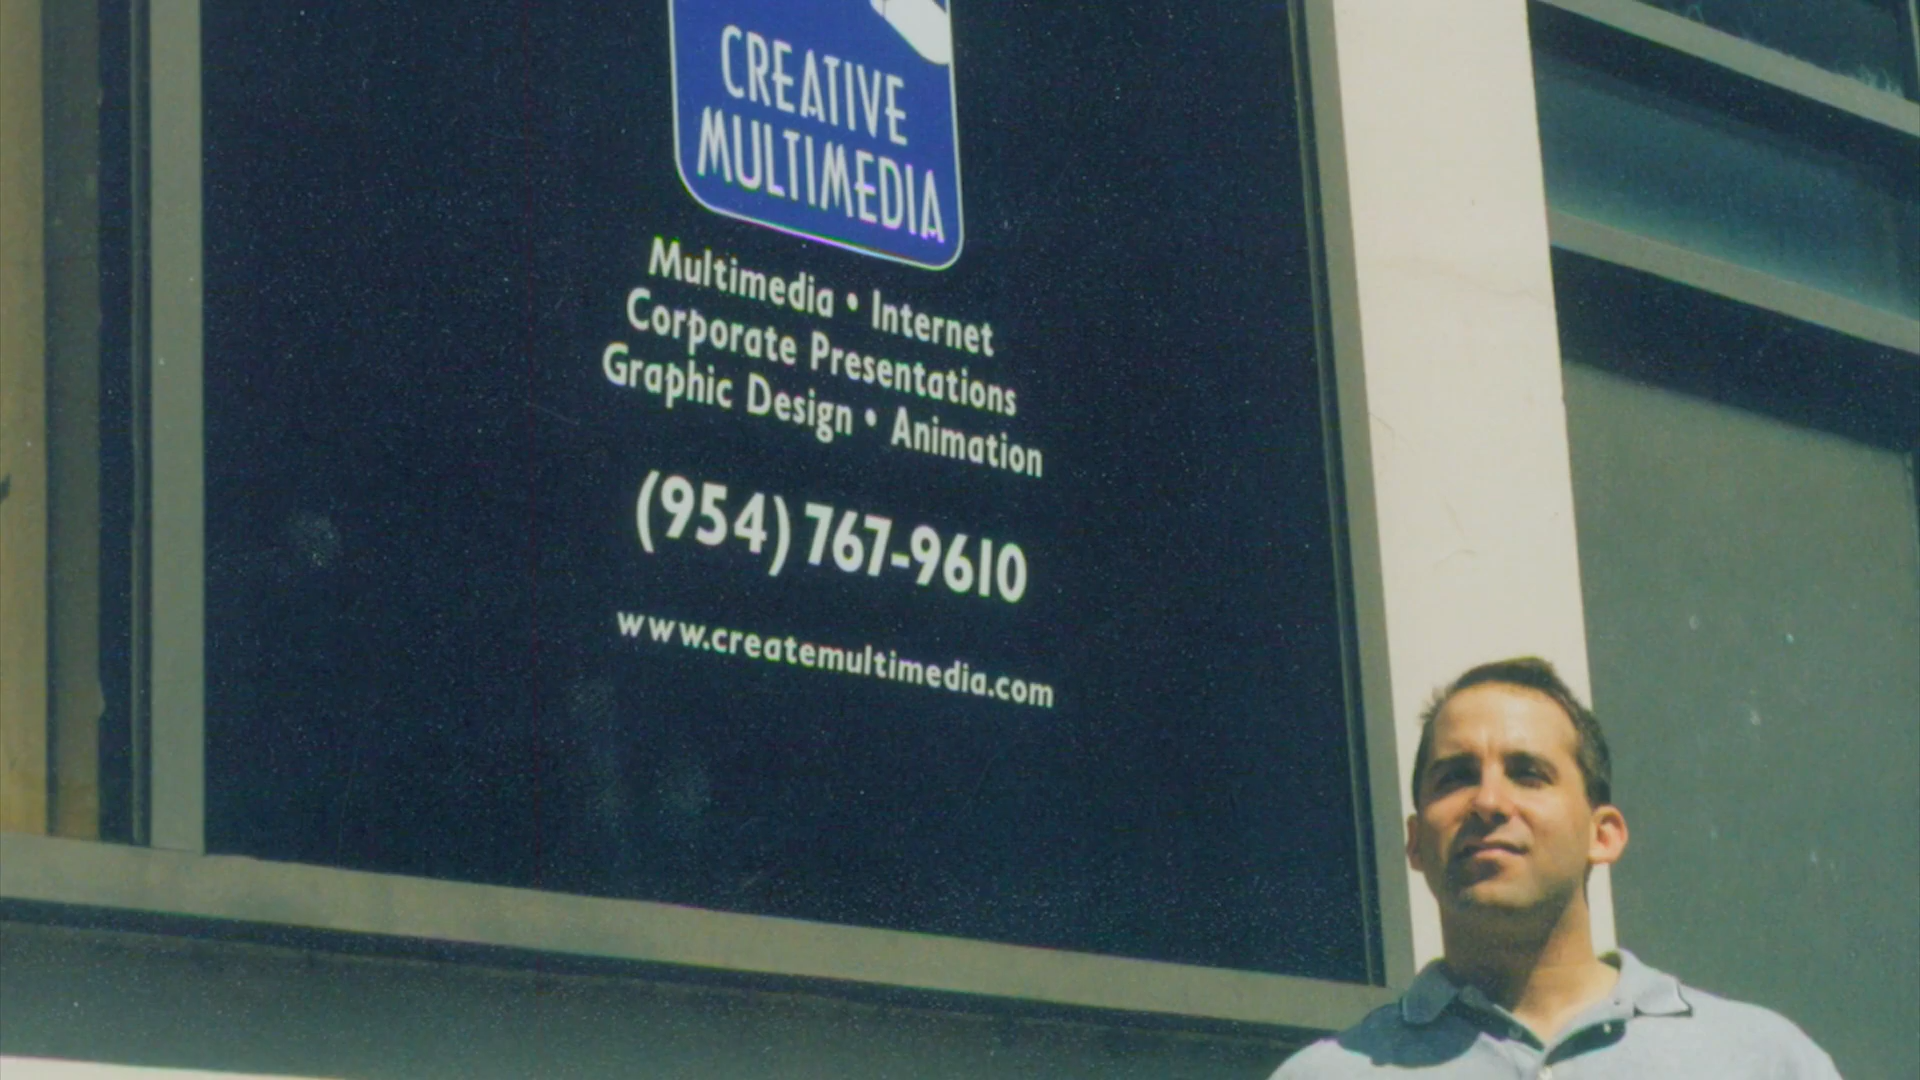 CREATIVE
MULTIMEDIA
Multimedia • Internet
Corporate Presentations
Graphic Design • Animation
(954) 767-9610
www.createmultimedia.com